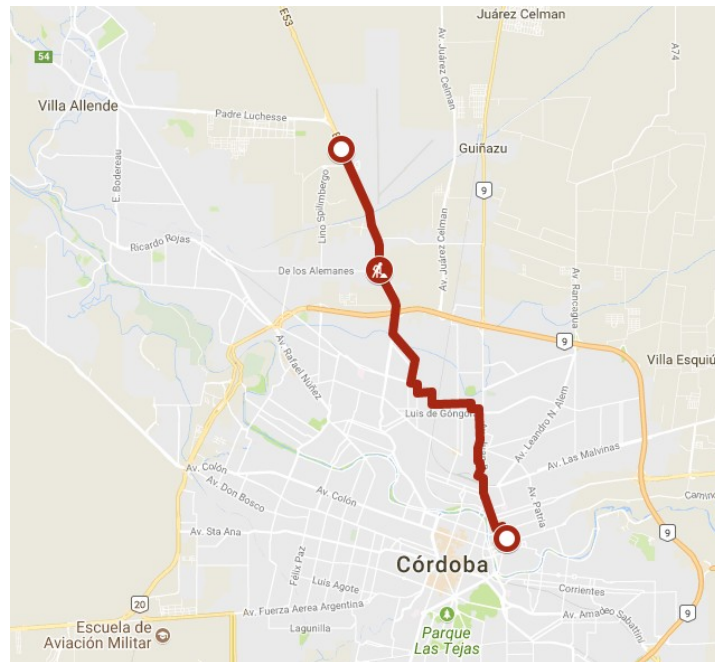 E53
Juárez Celman
54
Av. Juárez Celman
A74
Villa Allende
Padre Luchesse
Guiñazu
9
E. Bodereau
Lino Spilimbergo
Ricardo Rojas
De los Alemanes
Av. Juárez Celman
Av. Rancagua
9
Av. Rafael Núñez
Villa Esquiú
Luis de Góngora
Av. Leandro N. Alem
Av. Las Malvinas
Av. Colón
Av. Don Bosco
Av. Colón
Av. Patria
Camino
Av. Sta Ana
9
Félix Paz
Córdoba
Luis Agote
Corrientes
20
Av. Fuerza Aerea Argentina
Av. Amadeo Sabattini
9
Escuela de
Aviación Militar
Lagunilla
Parque
Las Tejas